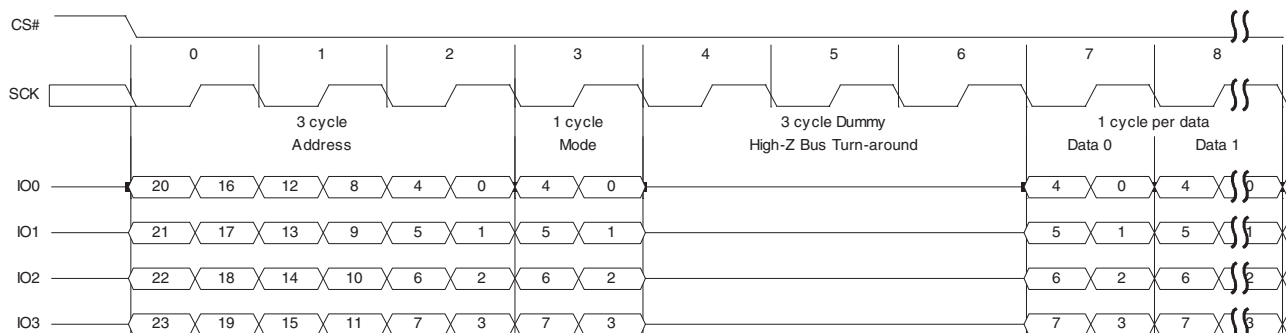 CS#
0 1 2 3 4 5 6 7 8
SCK
3 cycle 1 cycle 3 cycle Dummy 1 cycle per data
Address Mode High-Z Bus Turn-around Data 0 Data 1
IO0 20 16 12 8 4 0 4 0 4 0 4 0
IO1 21 17 13 9 5 1 5 1 5 1 5 1
IO2 22 18 14 10 6 2 6 2 6 2 6 2
IO3 23 19 15 11 7 3 7 3 7 3 7 3